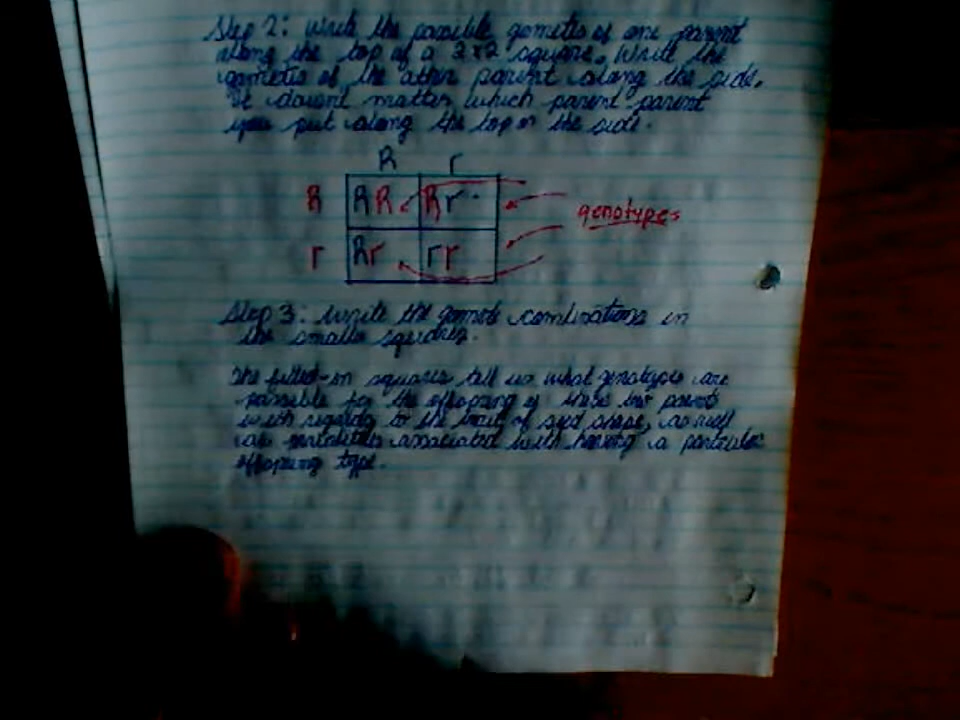 Step 2: Write the possible gametes of one parent
along the top of a 2x2 square. Write the
gametes of the other parent along the side.
It doesnt matter which parent parent
you put along the top or the side.
R r
R RR Rr
genotypes
r Rr rr
Step 3: Write the gamete combinations in
the smaller squares.
The filled-in squares tell us what genotypes are
possible for the offspring of these two parents
with regards to the trait of seed shape, as well
as associated with having a particular
offspring type.